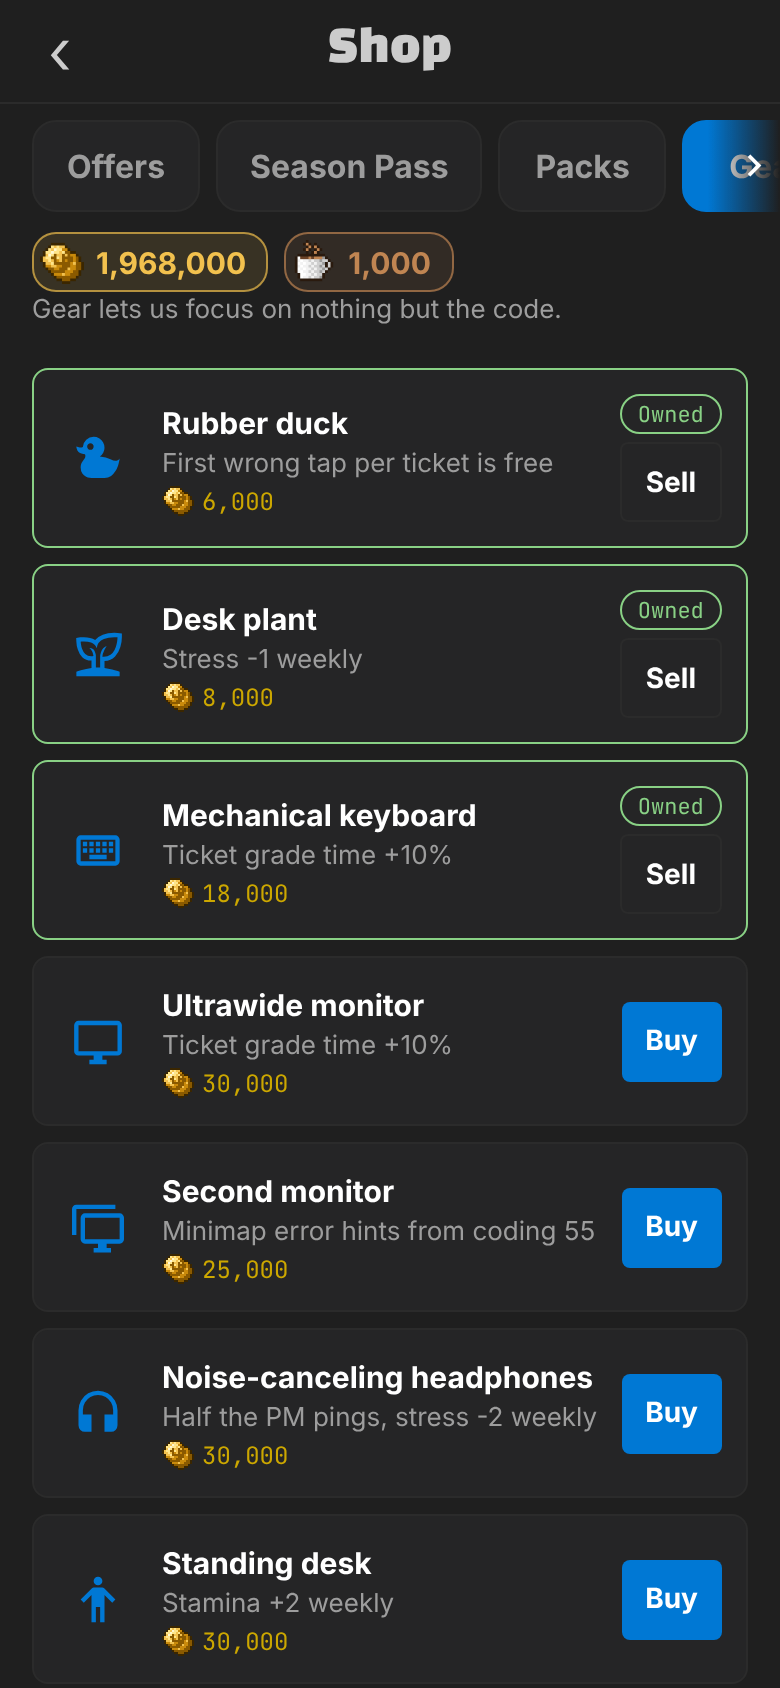 Shop
Offers
Season Pass
Packs
1,968,000
1,000
Gear lets us focus on nothing but the code.
Rubber duck
First wrong tap per ticket is free
6,000
Owned
Sell
Desk plant
Stress -1 weekly
8,000
Owned
Sell
Mechanical keyboard
Ticket grade time +10%
18,000
Owned
Sell
Ultrawide monitor
Ticket grade time +10%
30,000
Buy
Second monitor
Minimap error hints from coding 55
25,000
Buy
Noise-canceling headphones
Half the PM pings, stress -2 weekly
30,000
Buy
Standing desk
Stamina +2 weekly
30,000
Buy